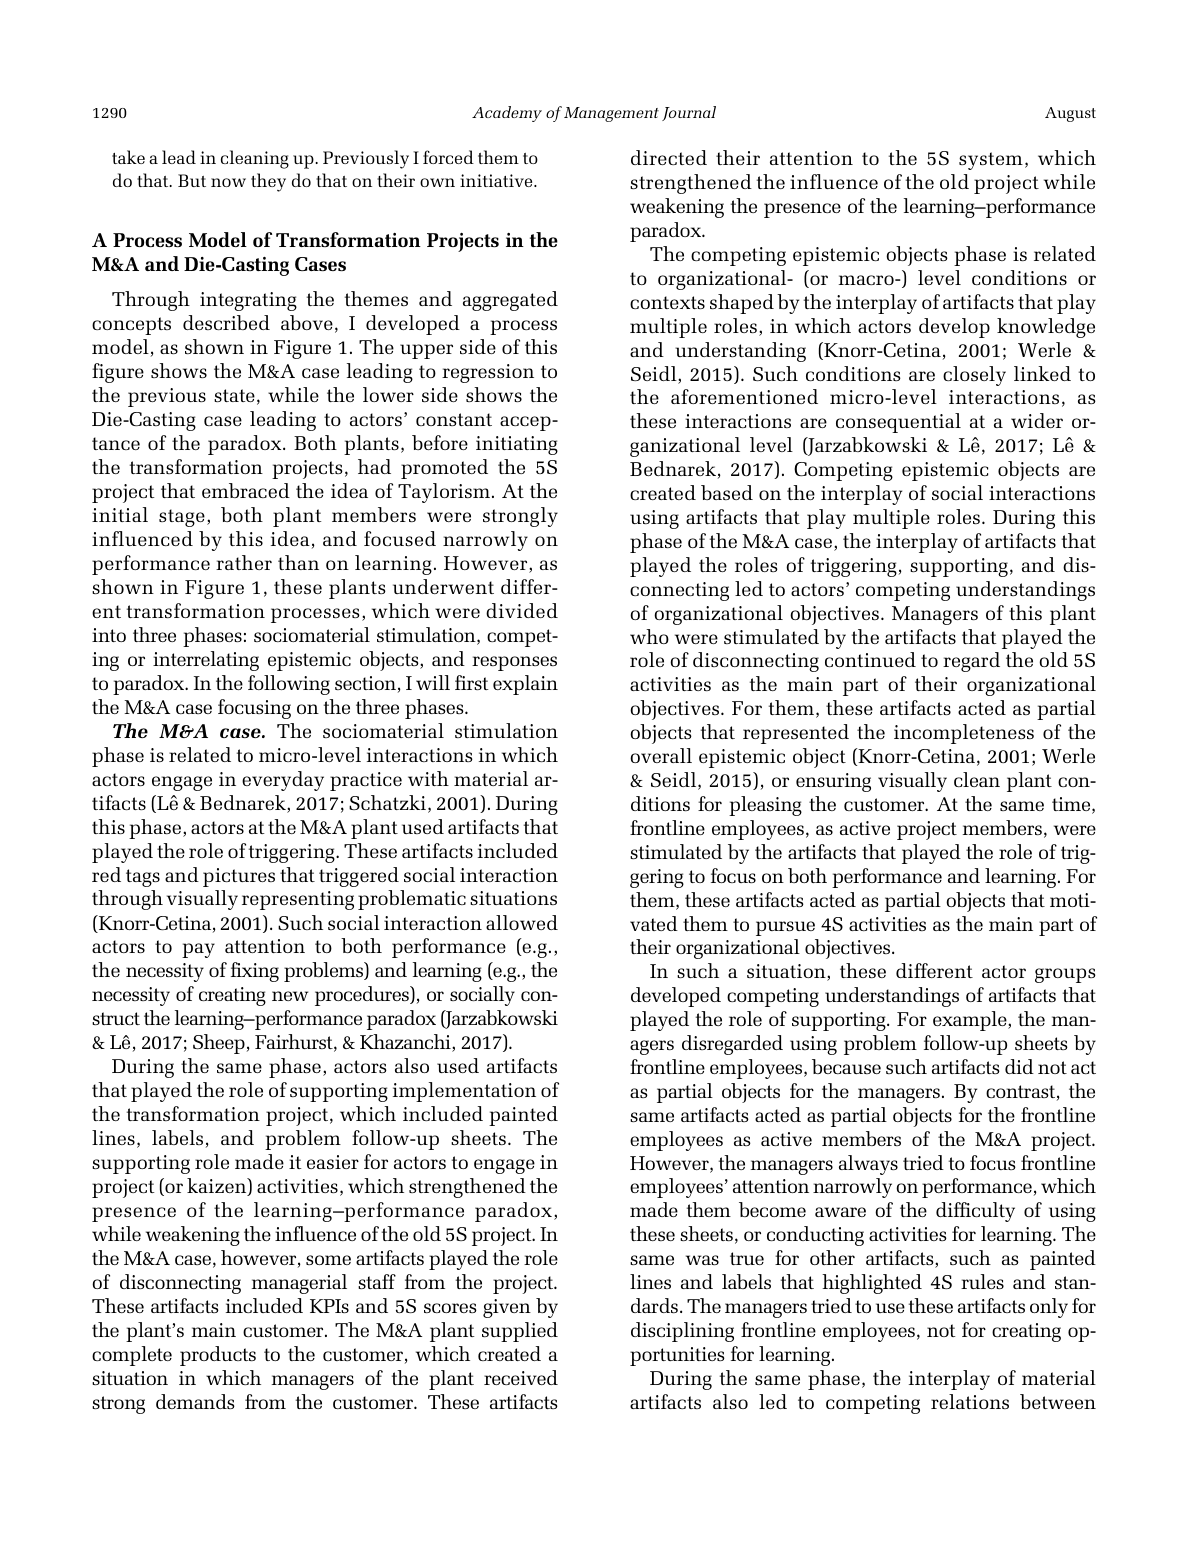 1290
Academy of Management Journal
August
take a lead in cleaning up. Previously I forced them to
do that. But now they do that on their own initiative.
A Process Model of Transformation Projects in the
M&A and Die-Casting Cases
Through integrating the themes and aggregated
concepts described above, I developed a process
model, as shown in Figure 1. The upper side of this
figure shows the M&A case leading to regression to
the previous state, while the lower side shows the
Die-Casting case leading to actors’ constant accep-
tance of the paradox. Both plants, before initiating
the transformation projects, had promoted the 5S
project that embraced the idea of Taylorism. At the
initial stage, both plant members were strongly
influenced by this idea, and focused narrowly on
performance rather than on learning. However, as
shown in Figure 1, these plants underwent differ-
ent transformation processes, which were divided
into three phases: sociomaterial stimulation, compet-
ing or interrelating epistemic objects, and responses
to paradox. In the following section, I will first explain
the M&A case focusing on the three phases.
The M&A case. The sociomaterial stimulation
phase is related to micro-level interactions in which
actors engage in everyday practice with material ar-
tifacts (Lê & Bednarek, 2017; Schatzki, 2001). During
this phase, actors at the M&A plant used artifacts that
played the role of triggering. These artifacts included
red tags and pictures that triggered social interaction
through visually representing problematic situations
(Knorr-Cetina, 2001). Such social interaction allowed
actors to pay attention to both performance (e.g.,
the necessity of fixing problems) and learning (e.g., the
necessity of creating new procedures), or socially con-
struct the learning–performance paradox (Jarzabkowski
& Lê, 2017; Sheep, Fairhurst, & Khazanchi, 2017).
During the same phase, actors also used artifacts
that played the role of supporting implementation of
the transformation project, which included painted
lines, labels, and problem follow-up sheets. The
supporting role made it easier for actors to engage in
project (or kaizen) activities, which strengthened the
presence of the learning–performance paradox,
while weakening the influence of the old 5S project. In
the M&A case, however, some artifacts played the role
of disconnecting managerial staff from the project.
These artifacts included KPIs and 5S scores given by
the plant’s main customer. The M&A plant supplied
complete products to the customer, which created a
situation in which managers of the plant received
strong demands from the customer. These artifacts
directed their attention to the 5S system, which
strengthened the influence of the old project while
weakening the presence of the learning–performance
paradox.
The competing epistemic objects phase is related
to organizational- (or macro-) level conditions or
contexts shaped by the interplay of artifacts that play
multiple roles, in which actors develop knowledge
and understanding (Knorr-Cetina, 2001; Werle &
Seidl, 2015). Such conditions are closely linked to
the aforementioned micro-level interactions, as
these interactions are consequential at a wider or-
ganizational level (Jarzabkowski & Lê, 2017; Lê &
Bednarek, 2017). Competing epistemic objects are
created based on the interplay of social interactions
using artifacts that play multiple roles. During this
phase of the M&A case, the interplay of artifacts that
played the roles of triggering, supporting, and dis-
connecting led to actors’ competing understandings
of organizational objectives. Managers of this plant
who were stimulated by the artifacts that played the
role of disconnecting continued to regard the old 5S
activities as the main part of their organizational
objectives. For them, these artifacts acted as partial
objects that represented the incompleteness of the
overall epistemic object (Knorr-Cetina, 2001; Werle
& Seidl, 2015), or ensuring visually clean plant con-
ditions for pleasing the customer. At the same time,
frontline employees, as active project members, were
stimulated by the artifacts that played the role of trig-
gering to focus on both performance and learning. For
them, these artifacts acted as partial objects that moti-
vated them to pursue 4S activities as the main part of
their organizational objectives.
In such a situation, these different actor groups
developed competing understandings of artifacts that
played the role of supporting. For example, the man-
agers disregarded using problem follow-up sheets by
frontline employees, because such artifacts did not act
as partial objects for the managers. By contrast, the
same artifacts acted as partial objects for the frontline
employees as active members of the M&A project.
However, the managers always tried to focus frontline
employees’ attention narrowly on performance, which
made them become aware of the difficulty of using
these sheets, or conducting activities for learning. The
same was true for other artifacts, such as painted
lines and labels that highlighted 4S rules and stan-
dards. The managers tried to use these artifacts only for
disciplining frontline employees, not for creating op-
portunities for learning.
During the same phase, the interplay of material
artifacts also led to competing relations between